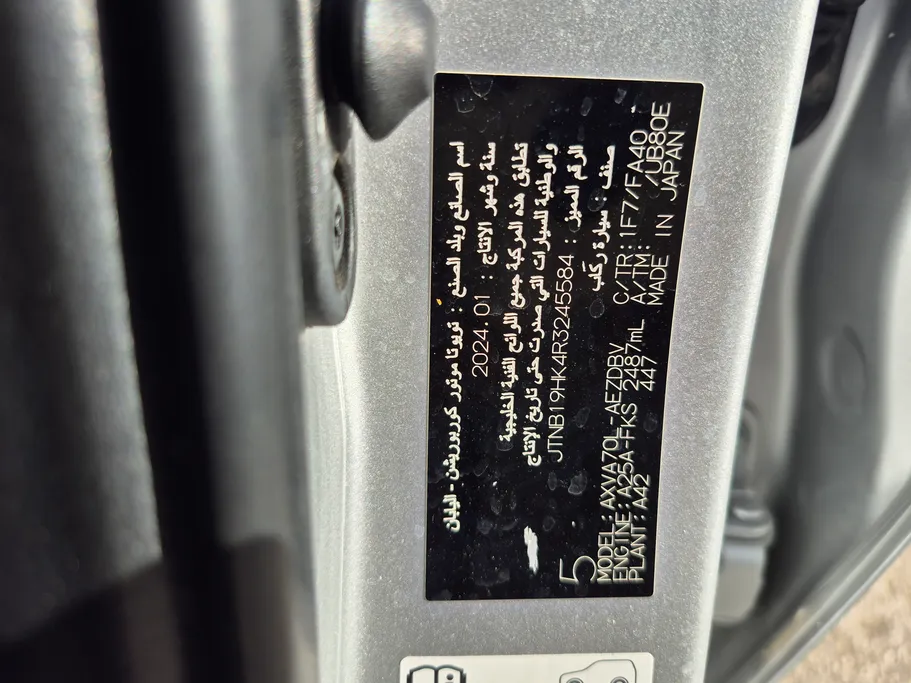 اسم الصانع وبلد الصنع : تويوتا موتور كوربوريشن - اليابان
سنة وشهر الانتاج : 2024.01
تطابق هذه المركبة جميع اللوائح الفنية الخليجية
والوطنية للسيارات التي صدرت حتى تاريخ الإنتاج
الرقم المميز : JTNB19HK4R3245584
صنف : سيارة ركاب
5
MODEL:AXVA70L-AEZDBV C/TR:1F7/FA40
ENGINE:A25A-FKS 2487mL A/TM: /UB80E
PLANT:A42 447 MADE IN JAPAN